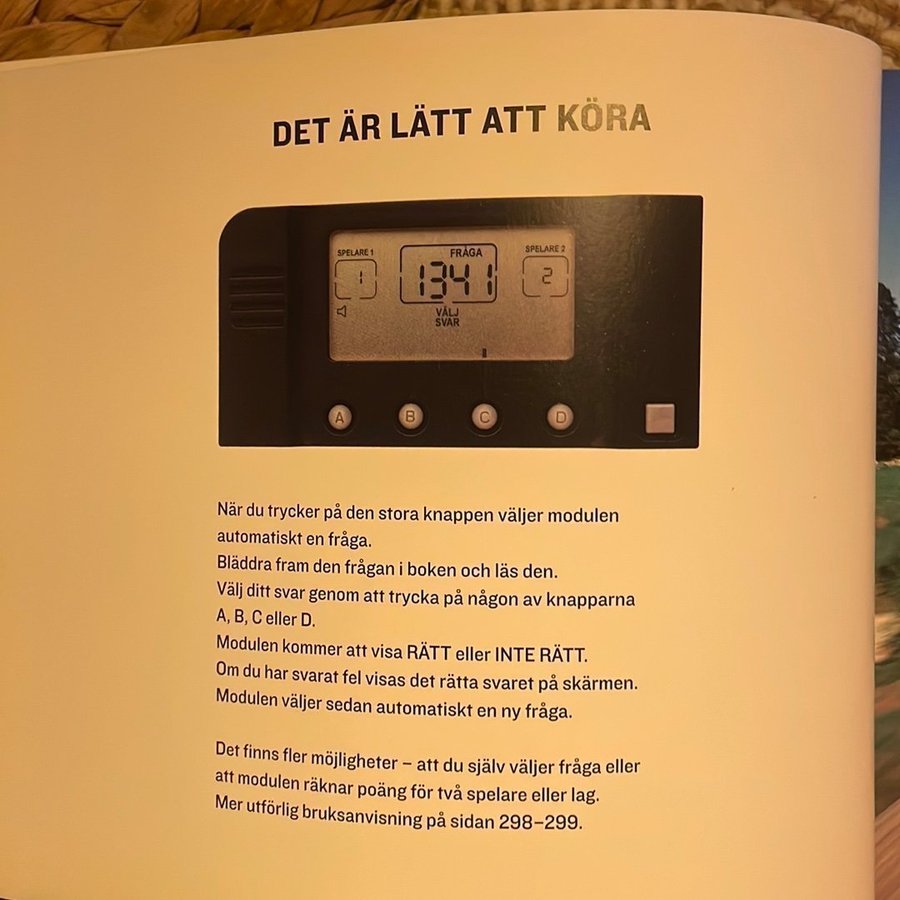 DET ÄR LÄTT ATT KÖRA
SPELARE 1
FRÅGA
SPELARE 2
1
1341
2
VÄLJ
SVAR
A B C D
När du trycker på den stora knappen väljer modulen
automatiskt en fråga.
Bläddra fram den frågan i boken och läs den.
Välj ditt svar genom att trycka på någon av knapparna
A, B, C eller D.
Modulen kommer att visa RÄTT eller INTE RÄTT.
Om du har svarat fel visas det rätta svaret på skärmen.
Modulen väljer sedan automatiskt en ny fråga.
Det finns fler möjligheter – att du själv väljer fråga eller
att modulen räknar poäng för två spelare eller lag.
Mer utförlig bruksanvisning på sidan 298–299.